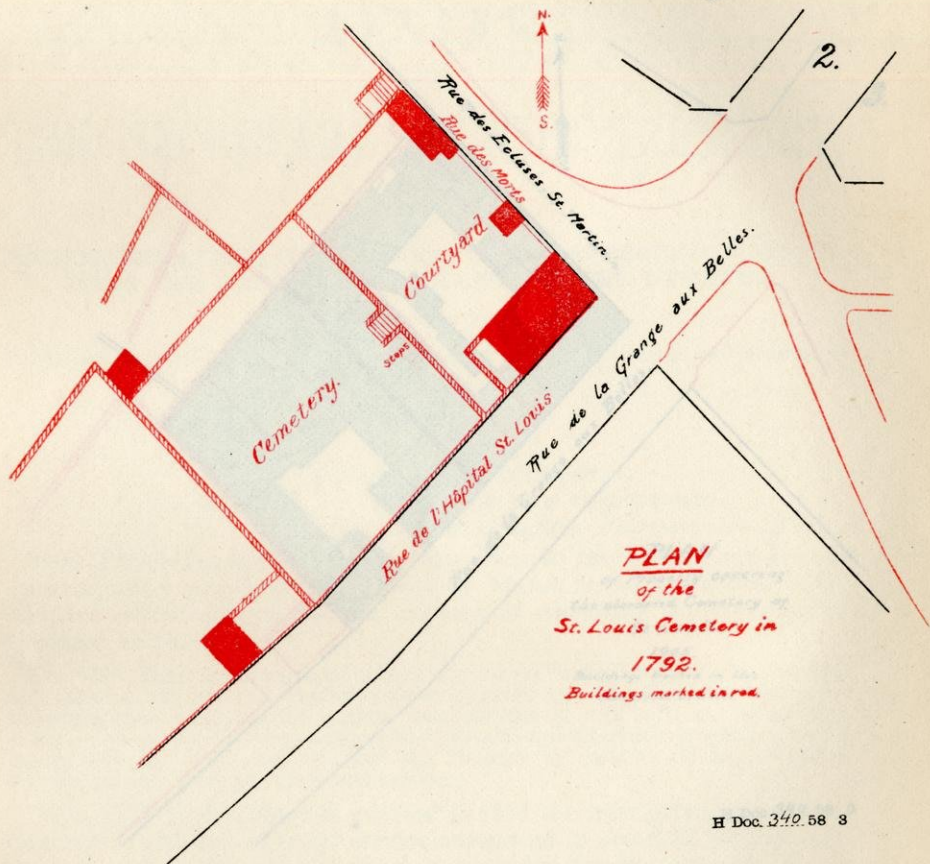 N.
S.
2.
Rue des Ecluses St. Martin.
Rue des Morts
Courtyard
Rue de la Grange aux Belles.
Steps
Cemetery.
Rue de l'Hôpital St. Louis
PLAN
of the
St. Louis Cemetery in
1792.
Buildings marked in red.
H Doc. 340 58 3